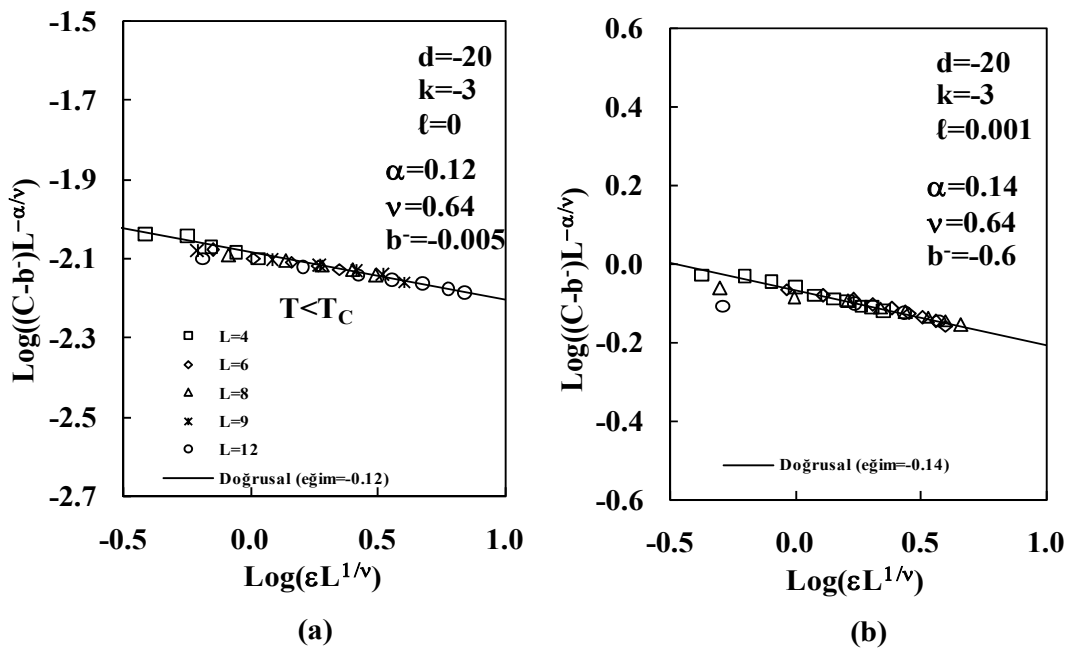 -1.5
-1.7
-1.9
-2.1
-2.3
-2.5
-2.7
Log((C-b⁻)L⁻α/ν)
d=-20
k=-3
ℓ=0
α=0.12
ν=0.64
b⁻=-0.005
T<T_C
L=4
L=6
L=8
L=9
L=12
Doğrusal (eğim=-0.12)
-0.5
0.0
0.5
1.0
Log(εL^1/ν)
(a)
0.6
0.4
0.2
0.0
-0.2
-0.4
-0.6
Log((C-b⁻)L⁻α/ν)
d=-20
k=-3
ℓ=0.001
α=0.14
ν=0.64
b⁻=-0.6
Doğrusal (eğim=-0.14)
-0.5
0.0
0.5
1.0
Log(εL^1/ν)
(b)